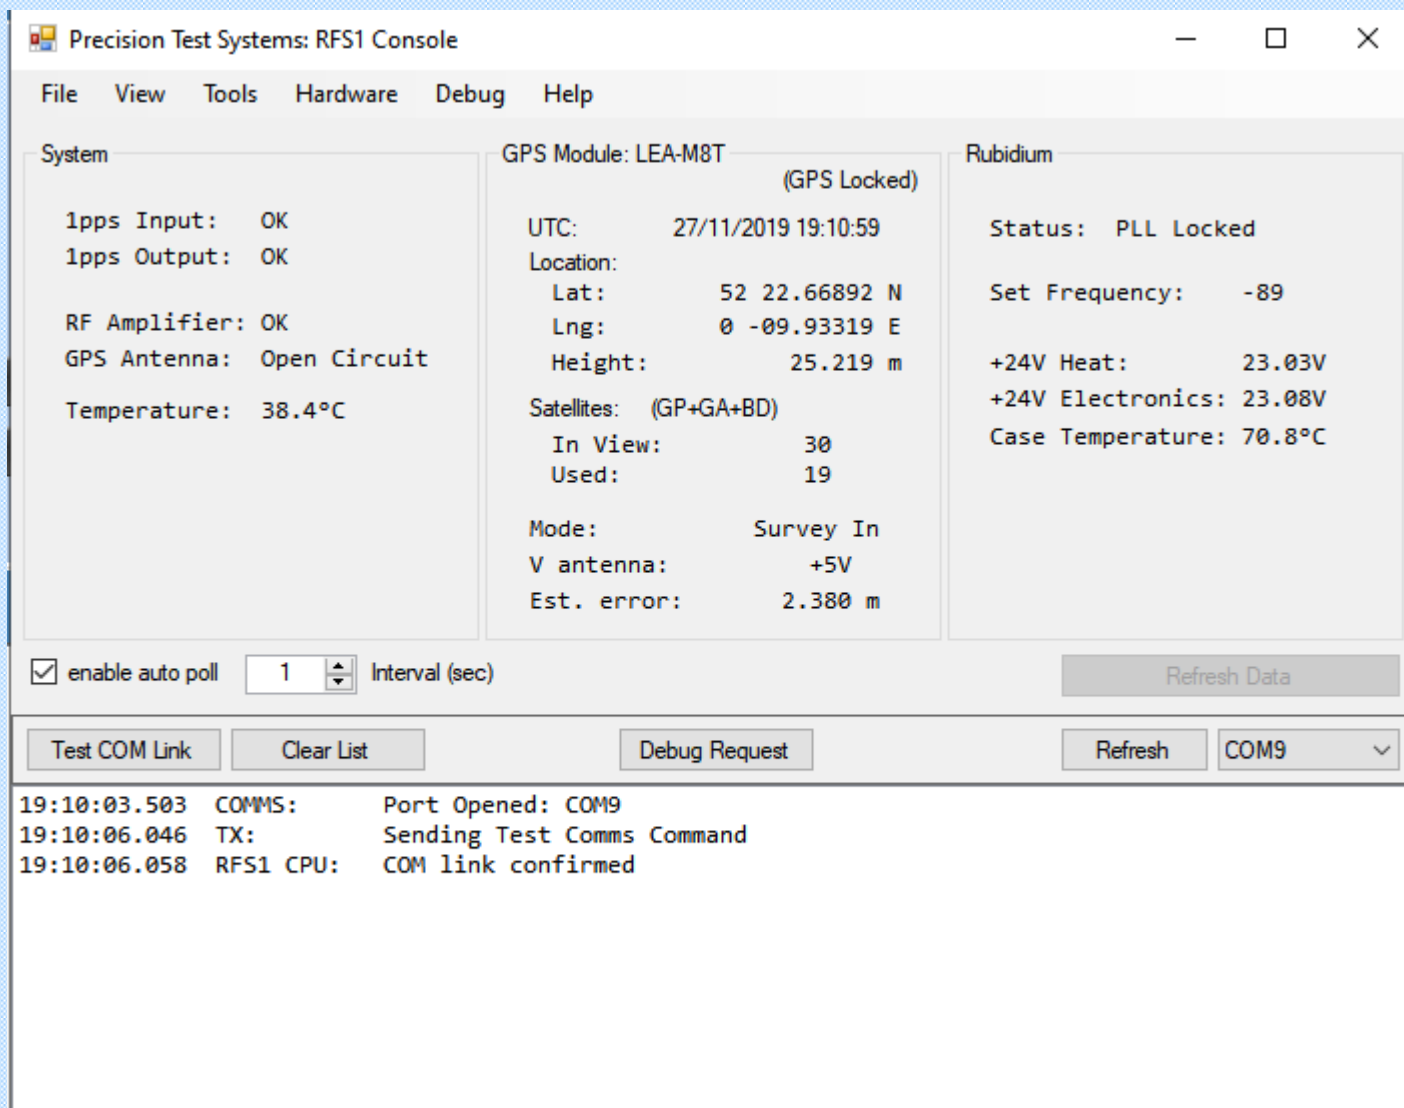 Precision Test Systems: RFS1 Console
File View Tools Hardware Debug Help
System
1pps Input: OK
1pps Output: OK
RF Amplifier: OK
GPS Antenna: Open Circuit
Temperature: 38.4°C
GPS Module: LEA-M8T
(GPS Locked)
UTC: 27/11/2019 19:10:59
Location:
Lat: 52 22.66892 N
Lng: 0 -09.93319 E
Height: 25.219 m
Satellites: (GP+GA+BD)
In View: 30
Used: 19
Mode: Survey In
V antenna: +5V
Est. error: 2.380 m
Rubidium
Status: PLL Locked
Set Frequency: -89
+24V Heat: 23.03V
+24V Electronics: 23.08V
Case Temperature: 70.8°C
enable auto poll 1 Interval (sec) Refresh Data
Test COM Link Clear List Debug Request Refresh COM9
19:10:03.503 COMMS: Port Opened: COM9
19:10:06.046 TX: Sending Test Comms Command
19:10:06.058 RFS1 CPU: COM link confirmed